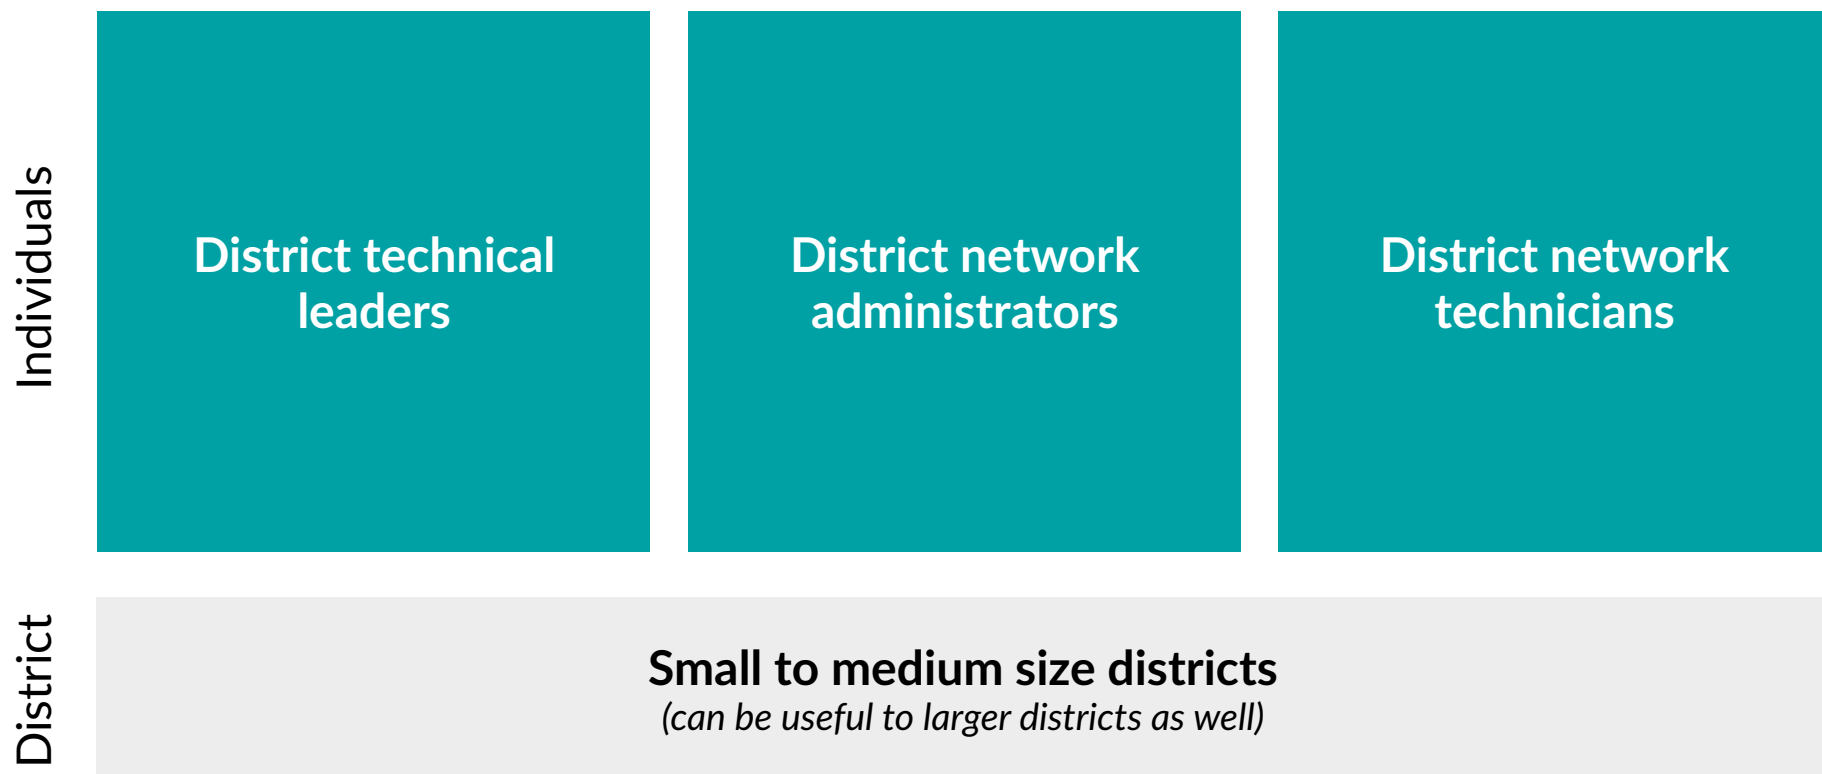 Individuals
District technical
leaders
District network
administrators
District network
technicians
District
Small to medium size districts
(can be useful to larger districts as well)